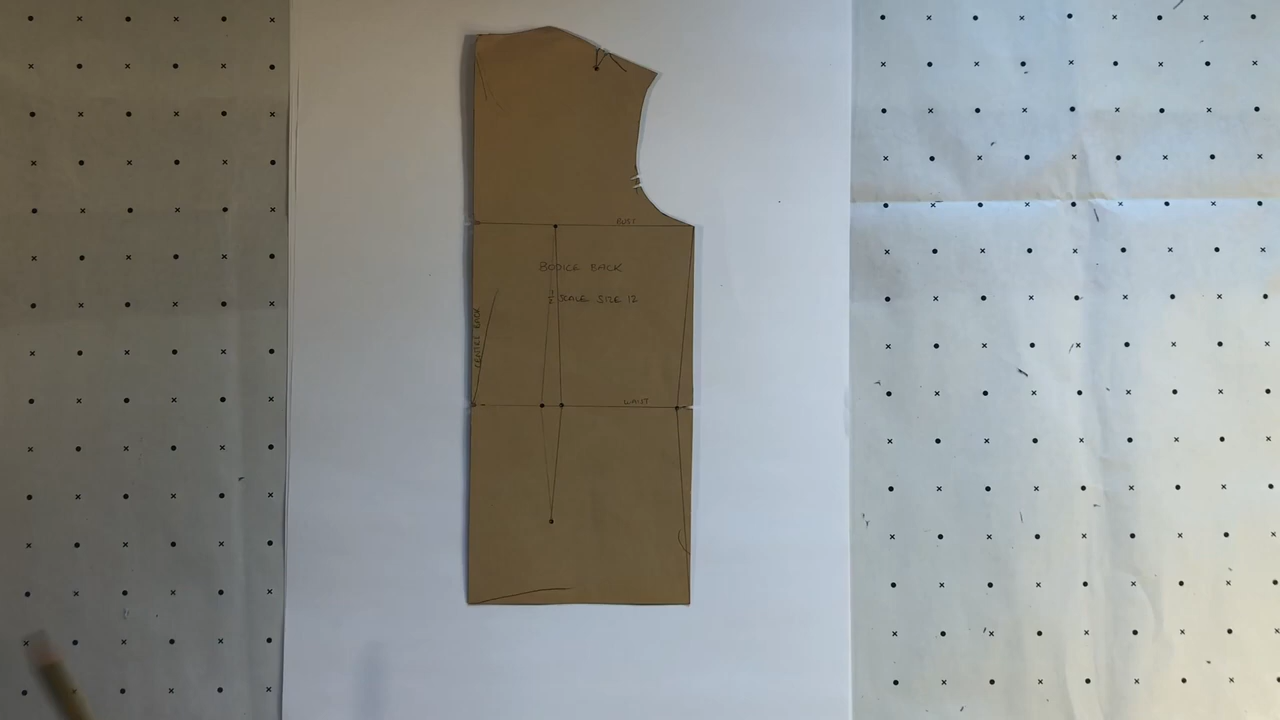 BUST
BODICE BACK
½ SCALE SIZE 12
CENTRE BACK
WAIST